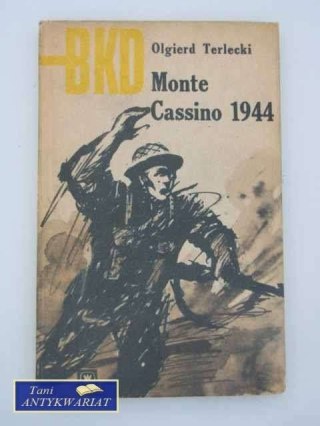 BKD
Olgierd Terlecki
Monte
Cassino 1944
Tani
ANTYKWARIAT